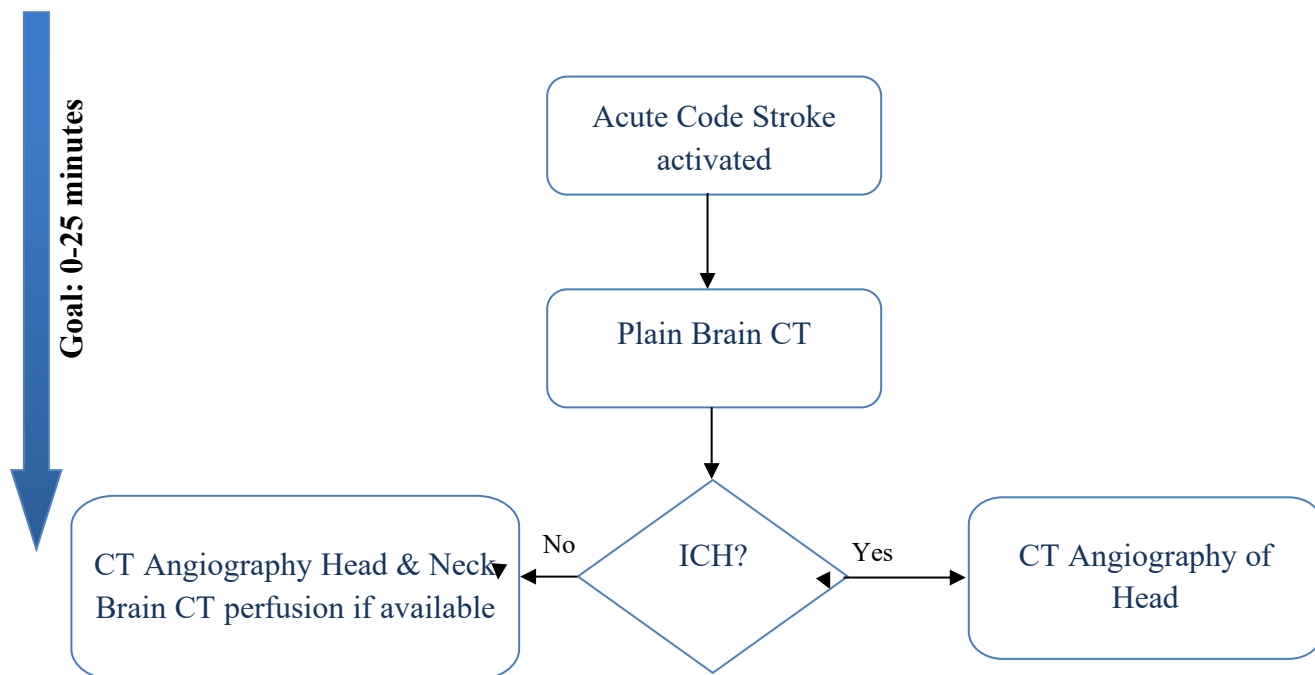 Goal: 0-25 minutes
Acute Code Stroke
activated
Plain Brain CT
ICH?
No
Yes
CT Angiography Head & Neck
Brain CT perfusion if available
CT Angiography of
Head